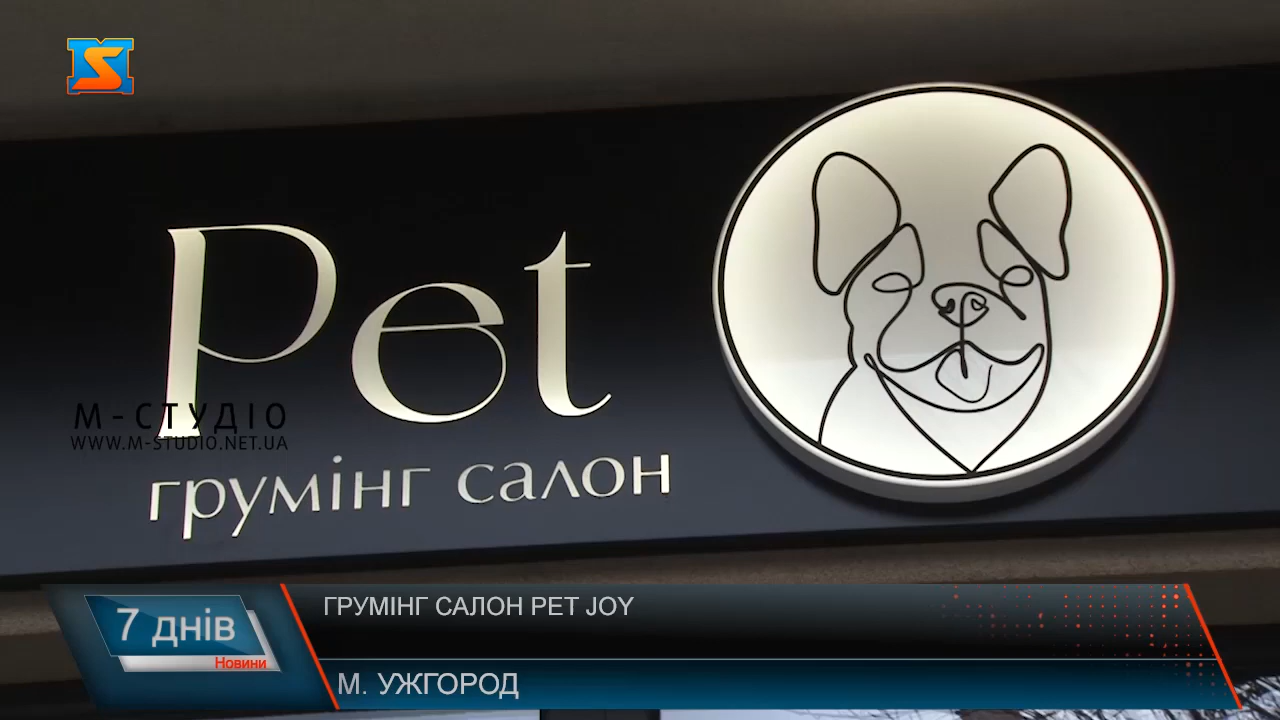 Pet
М-СТУДІО
WWW.M-STUDIO.NET.UA
грумінг салон
7 днів
Новини
ГРУМІНГ САЛОН PET JOY
М. УЖГОРОД